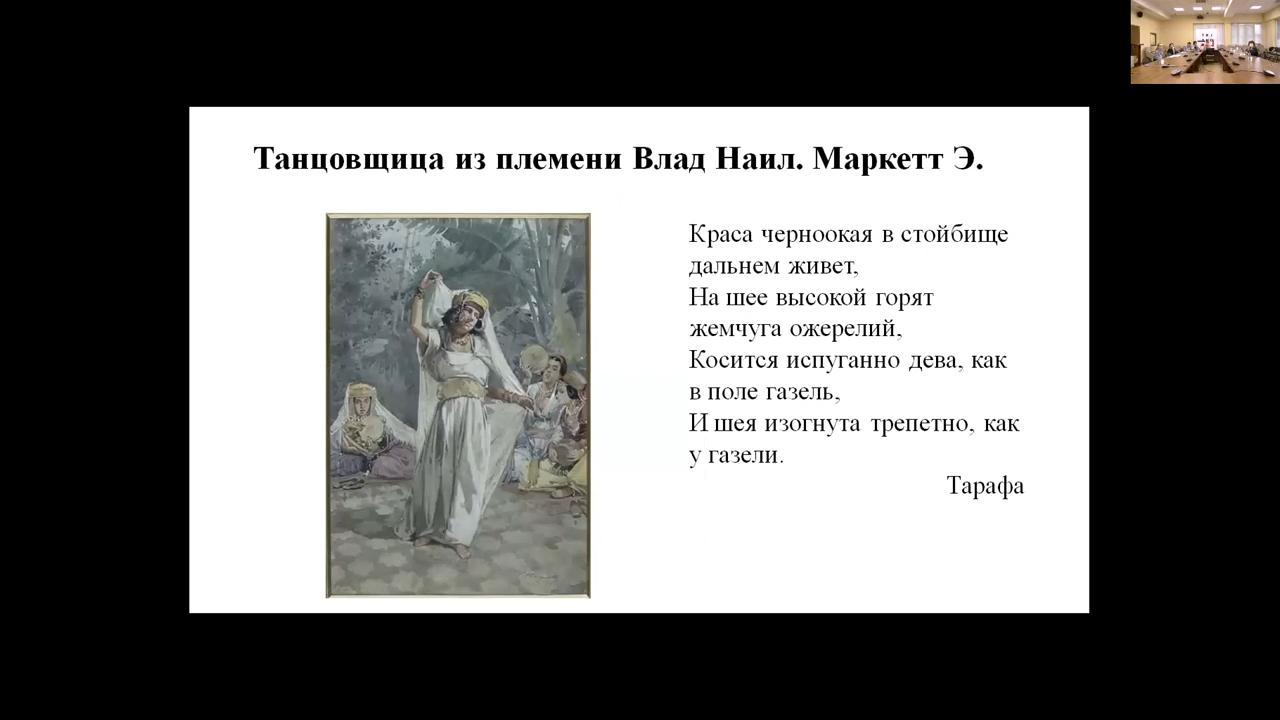 Танцовщица из племени Влад Наил. Маркетт Э.
Краса черноокая в стойбище
дальнем живет,
На шее высокой горят
жемчуга ожерелий,
Косится испуганно дева, как
в поле газель,
И шея изогнута трепетно, как
у газели.
Тарафа